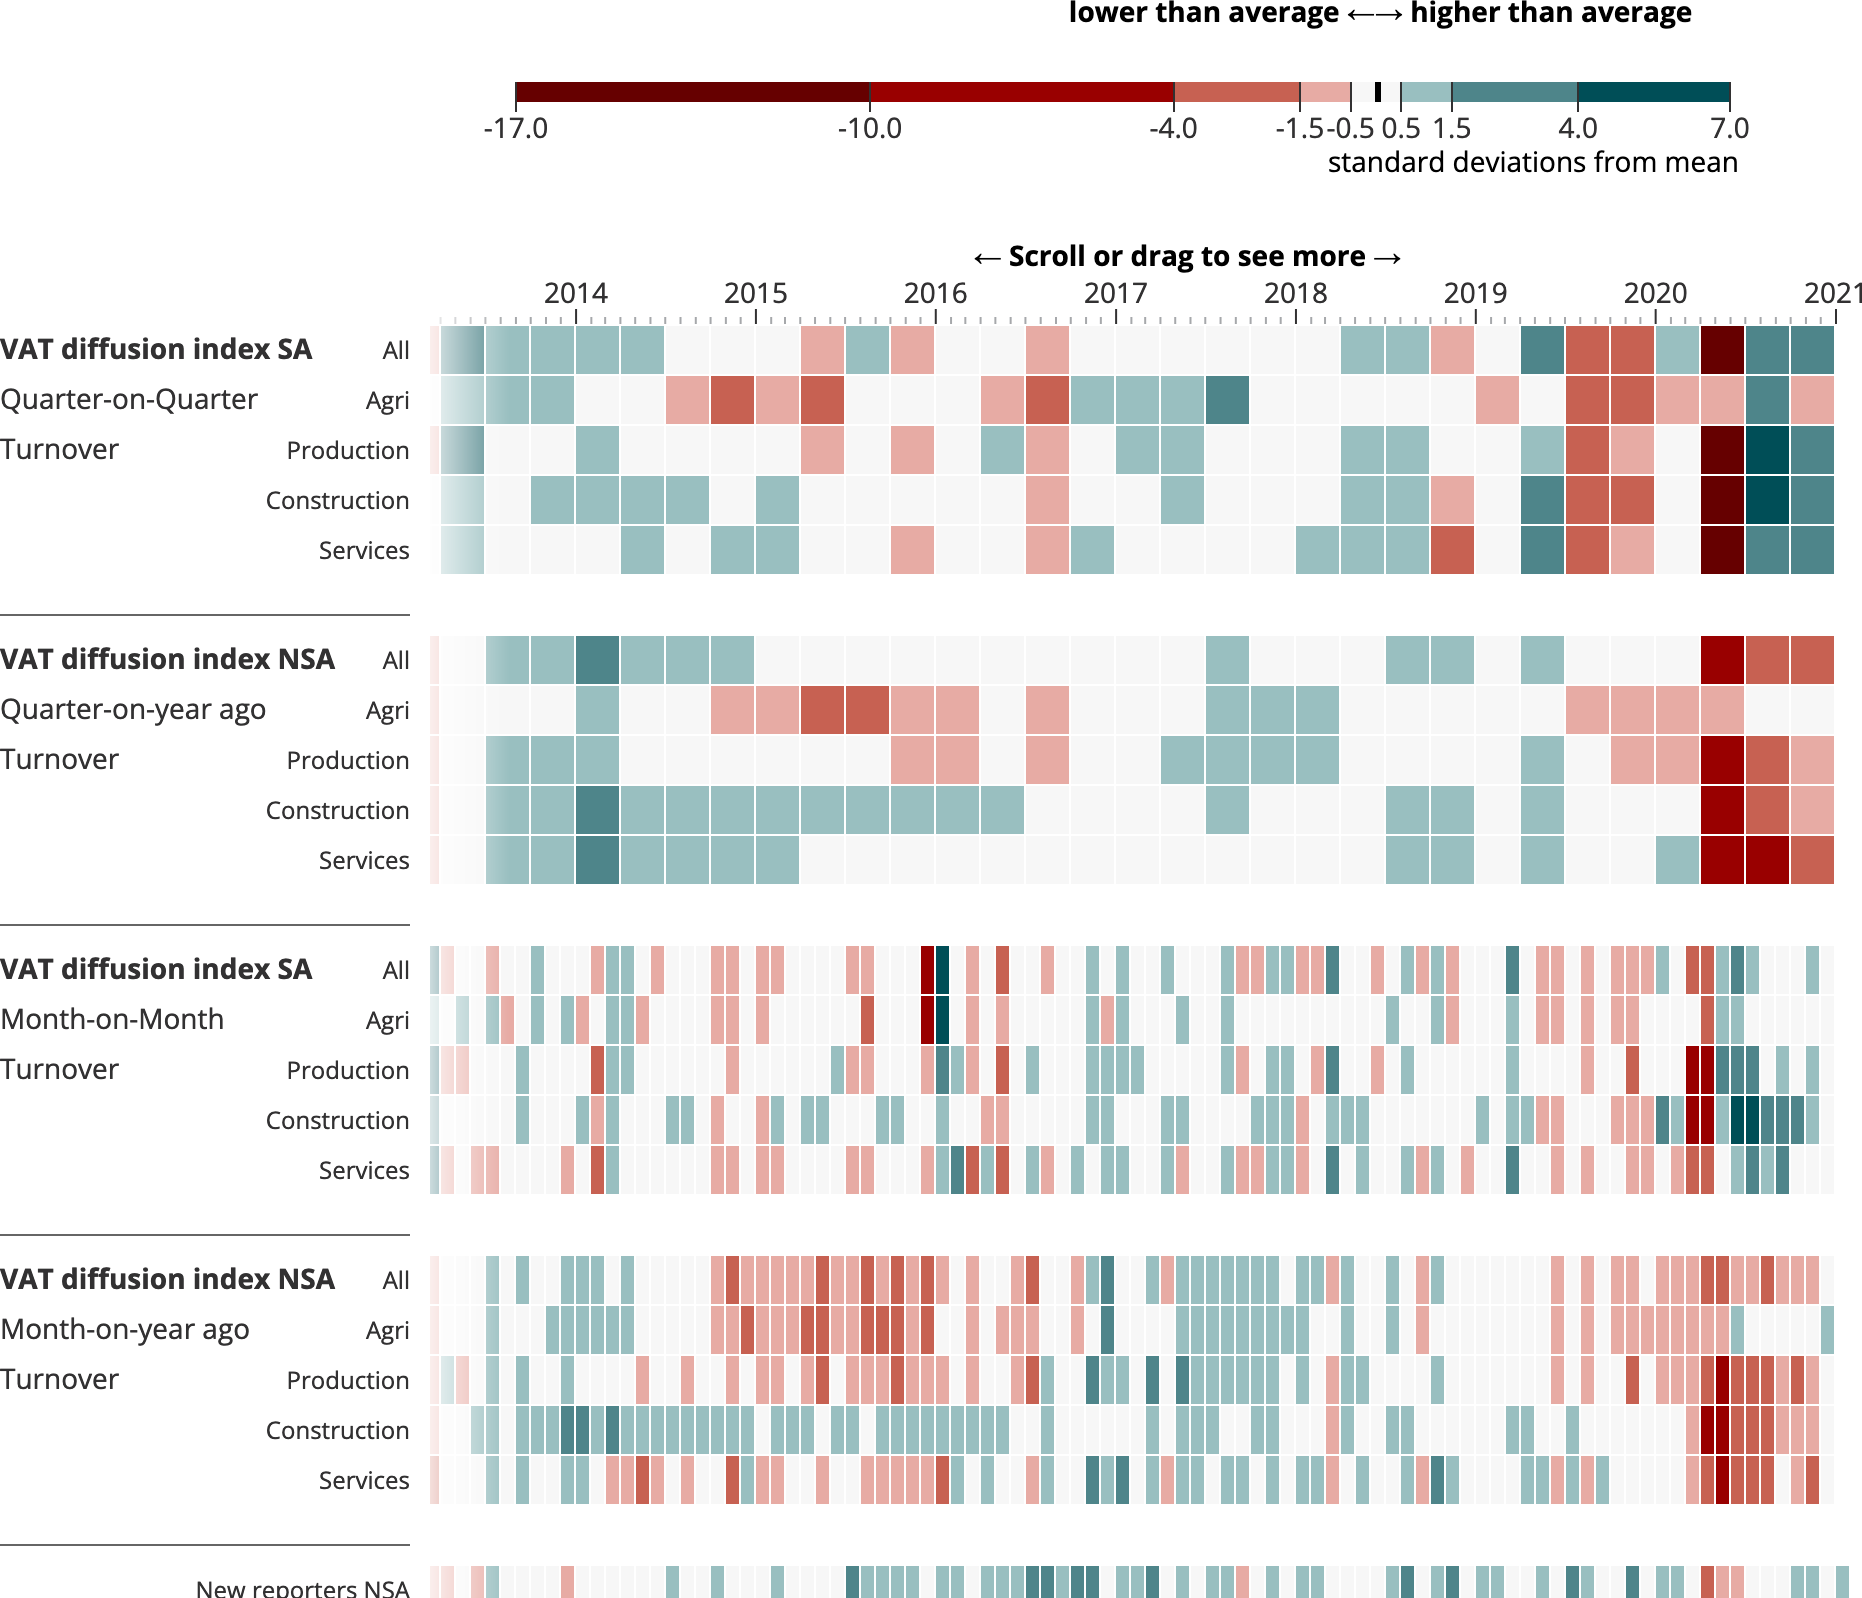 lower than average ←→ higher than average
-17.0 -10.0 -4.0 -1.5 -0.5 0.5 1.5 4.0 7.0
standard deviations from mean
← Scroll or drag to see more →
2014 2015 2016 2017 2018 2019 2020 2021
VAT diffusion index SA All
Quarter-on-Quarter Agri
Turnover Production
Construction
Services
VAT diffusion index NSA All
Quarter-on-year ago Agri
Turnover Production
Construction
Services
VAT diffusion index SA All
Month-on-Month Agri
Turnover Production
Construction
Services
VAT diffusion index NSA All
Month-on-year ago Agri
Turnover Production
Construction
Services
New reporters NSA